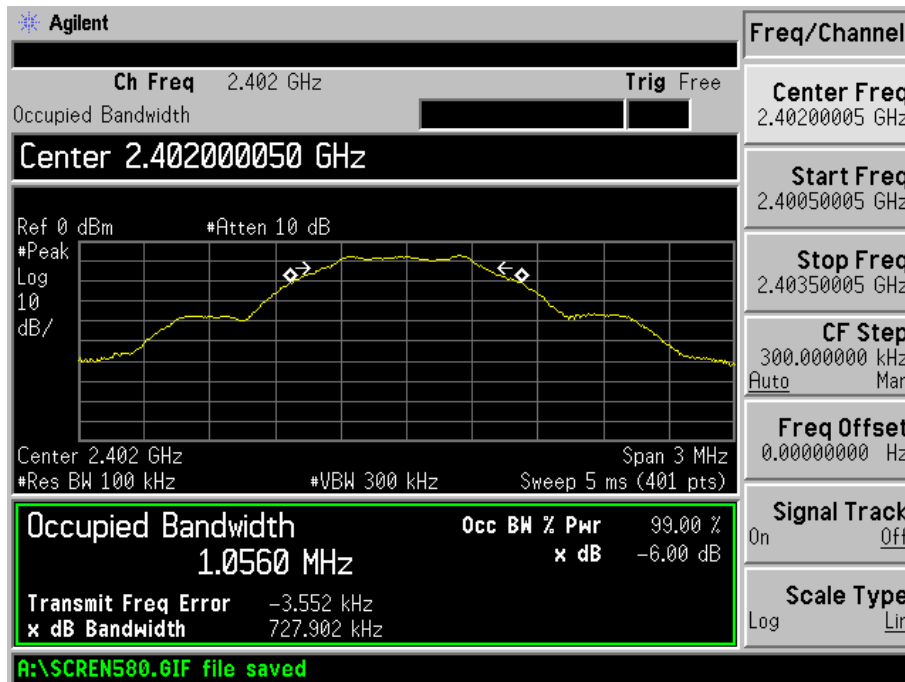 Agilent
Freq/Channel
Ch Freq 2.402 GHz Trig Free
Occupied Bandwidth
Center 2.402000050 GHz
Ref 0 dBm #Atten 10 dB
#Peak
Log
10
dB/
Center 2.402 GHz Span 3 MHz
#Res BW 100 kHz #VBW 300 kHz Sweep 5 ms (401 pts)
Occupied Bandwidth
1.0560 MHz
Occ BW % Pwr 99.00 %
x dB -6.00 dB
Transmit Freq Error -3.552 kHz
x dB Bandwidth 727.902 kHz
A:\SCREN580.GIF file saved
Center Freq
2.40200005 GHz
Start Freq
2.40050005 GHz
Stop Freq
2.40350005 GHz
CF Step
300.000000 kHz
Auto Man
Freq Offset
0.00000000 Hz
Signal Track
On Off
Scale Type
Log Lin